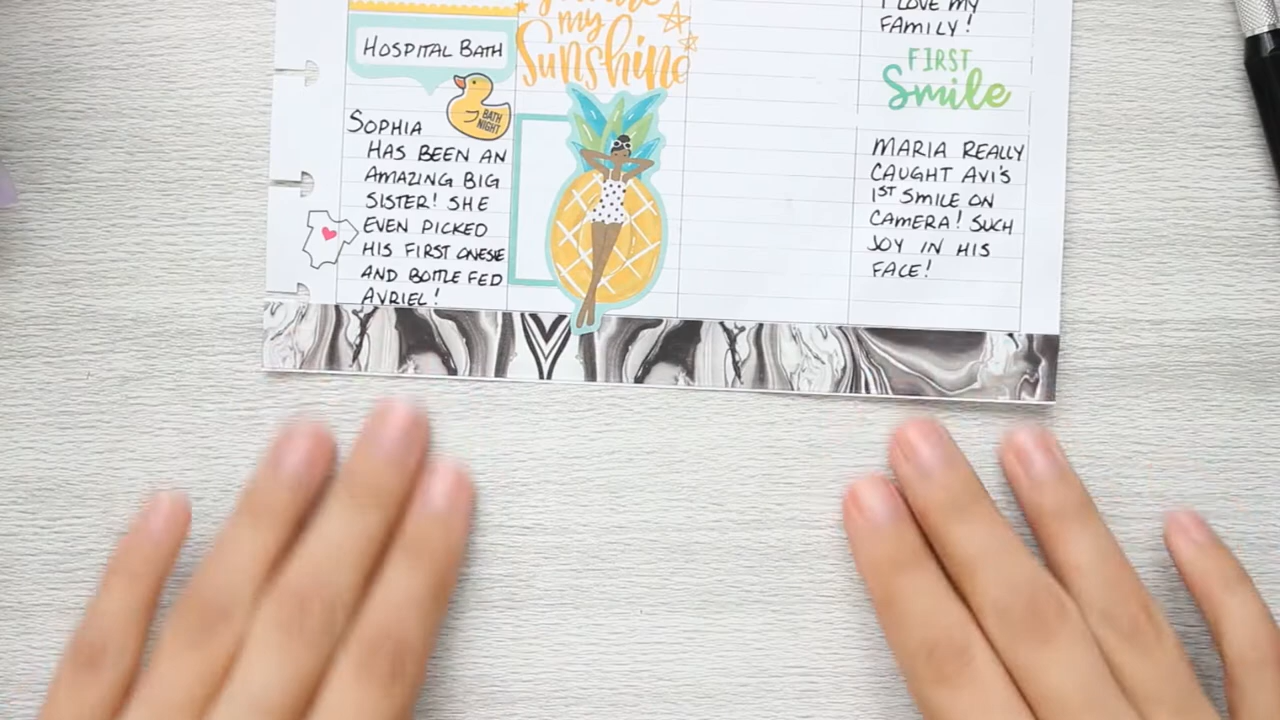 HOSPITAL BATH
BATH
NIGHT
SOPHIA
HAS BEEN AN
AMAZING BIG
SISTER! SHE
EVEN PICKED
HIS FIRST ONESIE
AND BOTTLE FED
AVRIEL!
my
Sunshine
I LOVE MY
FAMILY!
FIRST
Smile
MARIA REALLY
CAUGHT AVI'S
1ST SMILE ON
CAMERA! SUCH
JOY IN HIS
FACE!